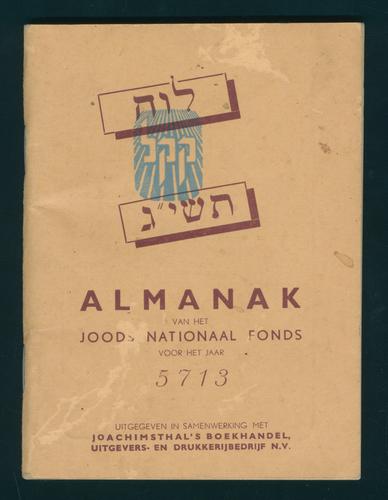 לוח
קקל
תשי"ג
ALMANAK
VAN HET
JOODS NATIONAAL FONDS
VOOR HET JAAR
5713
UITGEGEVEN IN SAMENWERKING MET
JOACHIMSTHAL'S BOEKHANDEL,
UITGEVERS- EN DRUKKERIJBEDRIJF N.V.